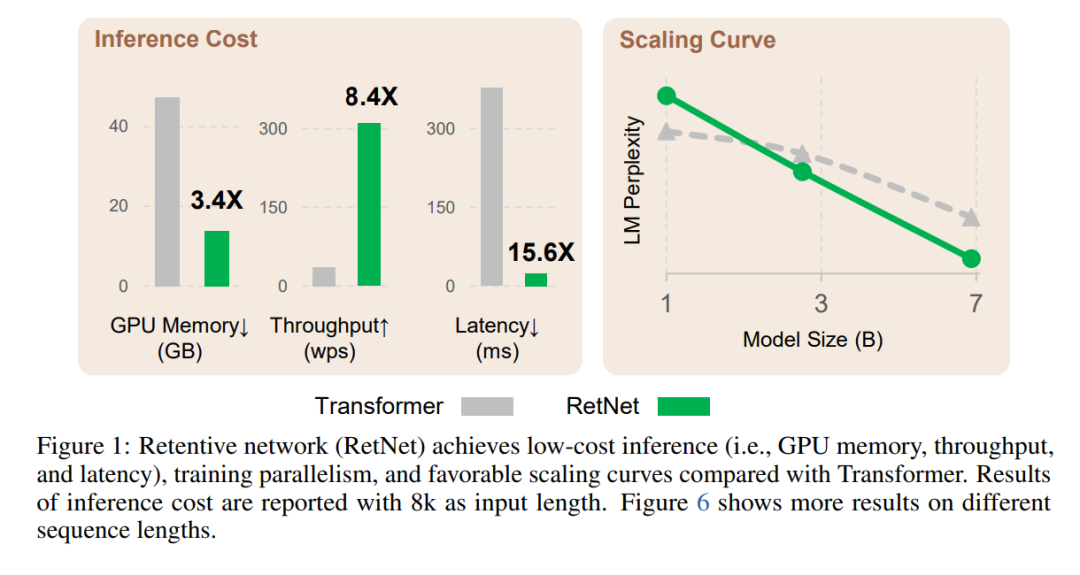 Inference Cost
40
20
0
3.4X
GPU Memory↓
(GB)
300
150
0
8.4X
Throughput↑
(wps)
300
150
0
15.6X
Latency↓
(ms)
Scaling Curve
LM Perplexity
1
3
7
Model Size (B)
Transformer
RetNet
Figure 1: Retentive network (RetNet) achieves low-cost inference (i.e., GPU memory, throughput,
and latency), training parallelism, and favorable scaling curves compared with Transformer. Results
of inference cost are reported with 8k as input length. Figure 6 shows more results on different
sequence lengths.